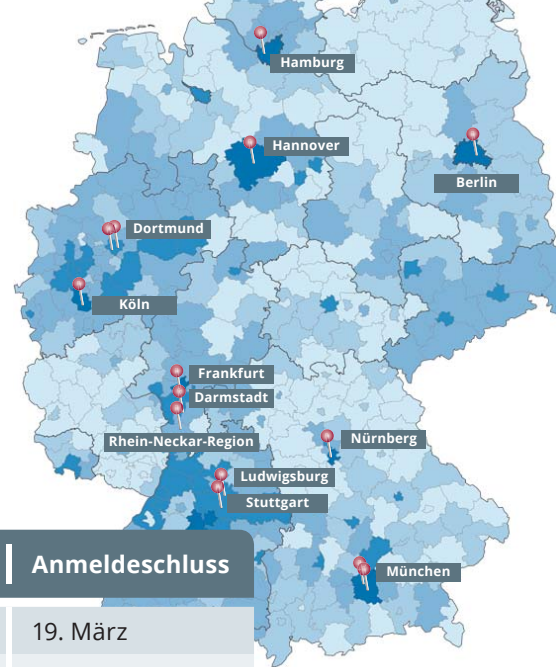 Hamburg
Hannover
Berlin
Dortmund
Köln
Frankfurt
Darmstadt
Rhein-Neckar-Region
Nürnberg
Ludwigsburg
Stuttgart
München
Anmeldeschluss
19. März